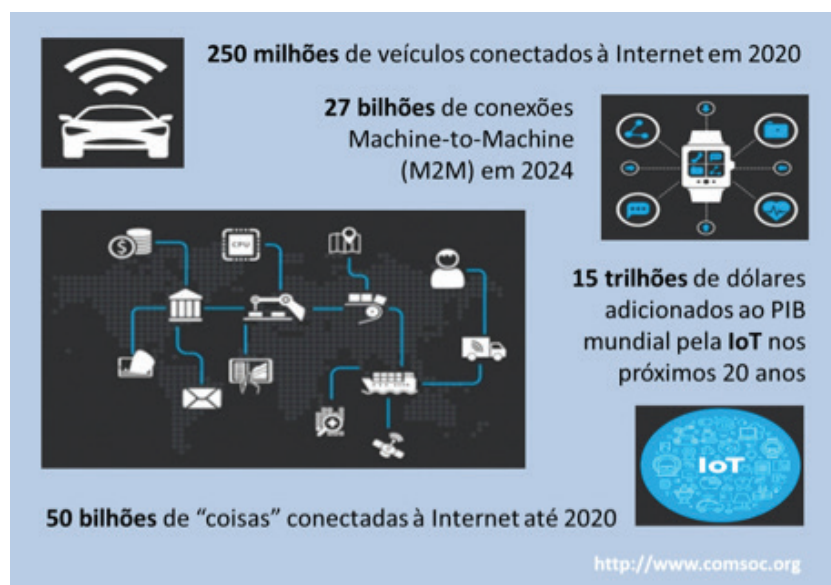 250 milhões de veículos conectados à Internet em 2020
27 bilhões de conexões
Machine-to-Machine
(M2M) em 2024
CPU
15 trilhões de dólares
adicionados ao PIB
mundial pela IoT nos
próximos 20 anos
IoT
50 bilhões de “coisas” conectadas à Internet até 2020
http://www.comsoc.org